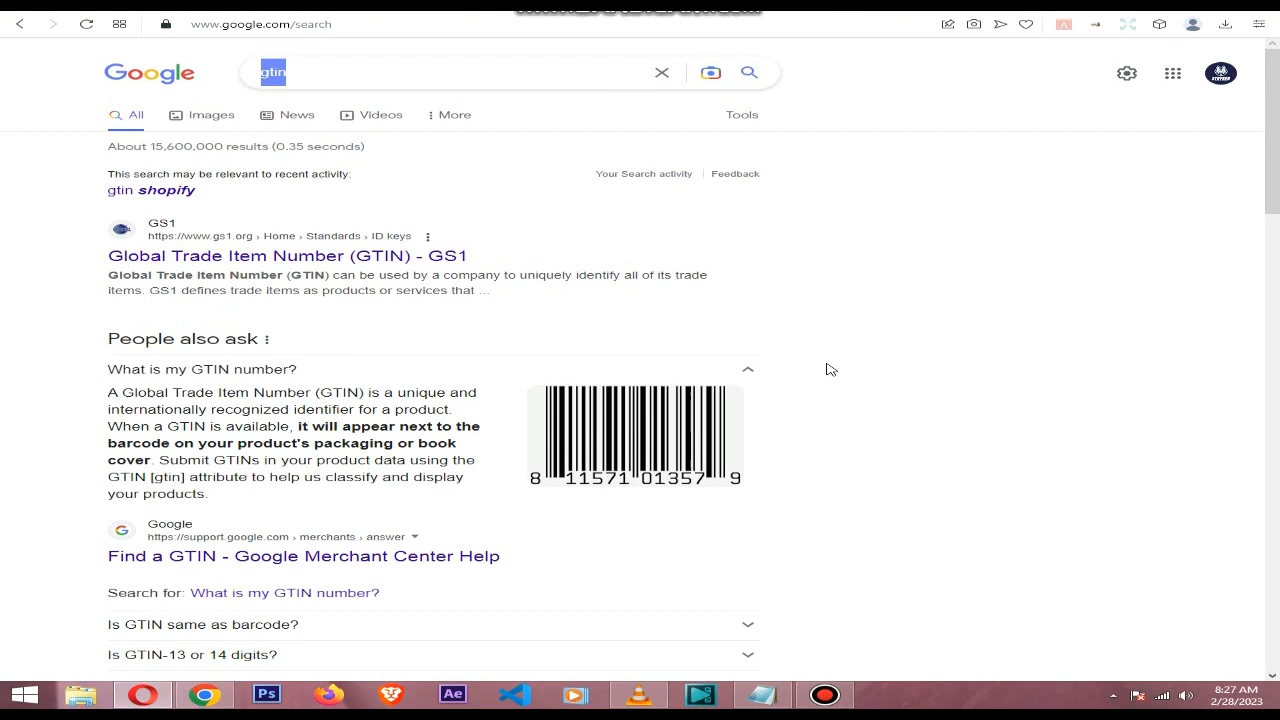 www.google.com/search
Google
gtin
All
Images
News
Videos
More
Tools
About 15,600,000 results (0.35 seconds)
This search may be relevant to recent activity:
Your Search activity
Feedback
gtin shopify
GS1
https://www.gs1.org › Home › Standards › ID keys
Global Trade Item Number (GTIN) - GS1
Global Trade Item Number (GTIN) can be used by a company to uniquely identify all of its trade
items. GS1 defines trade items as products or services that ...
People also ask
What is my GTIN number?
A Global Trade Item Number (GTIN) is a unique and
internationally recognized identifier for a product.
When a GTIN is available, it will appear next to the
barcode on your product's packaging or book
cover. Submit GTINs in your product data using the
GTIN [gtin] attribute to help us classify and display
your products.
8 11571 01357 9
Google
https://support.google.com › merchants › answer
Find a GTIN - Google Merchant Center Help
Search for: What is my GTIN number?
Is GTIN same as barcode?
Is GTIN-13 or 14 digits?
Ps
Ae
8:27 AM
2/28/2023